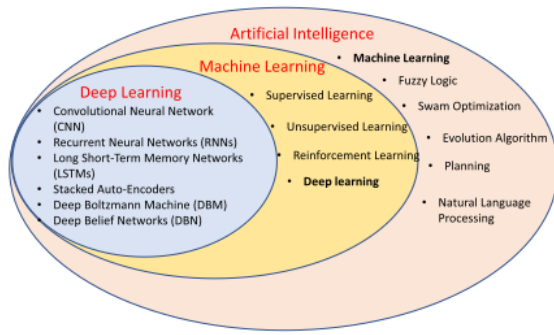 Artificial Intelligence
• Machine Learning
• Fuzzy Logic
• Swam Optimization
• Evolution Algorithm
• Planning
• Natural Language
Processing
Machine Learning
• Supervised Learning
• Unsupervised Learning
• Reinforcement Learning
• Deep learning
Deep Learning
• Convolutional Neural Network
(CNN)
• Recurrent Neural Networks (RNNs)
• Long Short-Term Memory Networks
(LSTMs)
• Stacked Auto-Encoders
• Deep Boltzmann Machine (DBM)
• Deep Belief Networks (DBN)